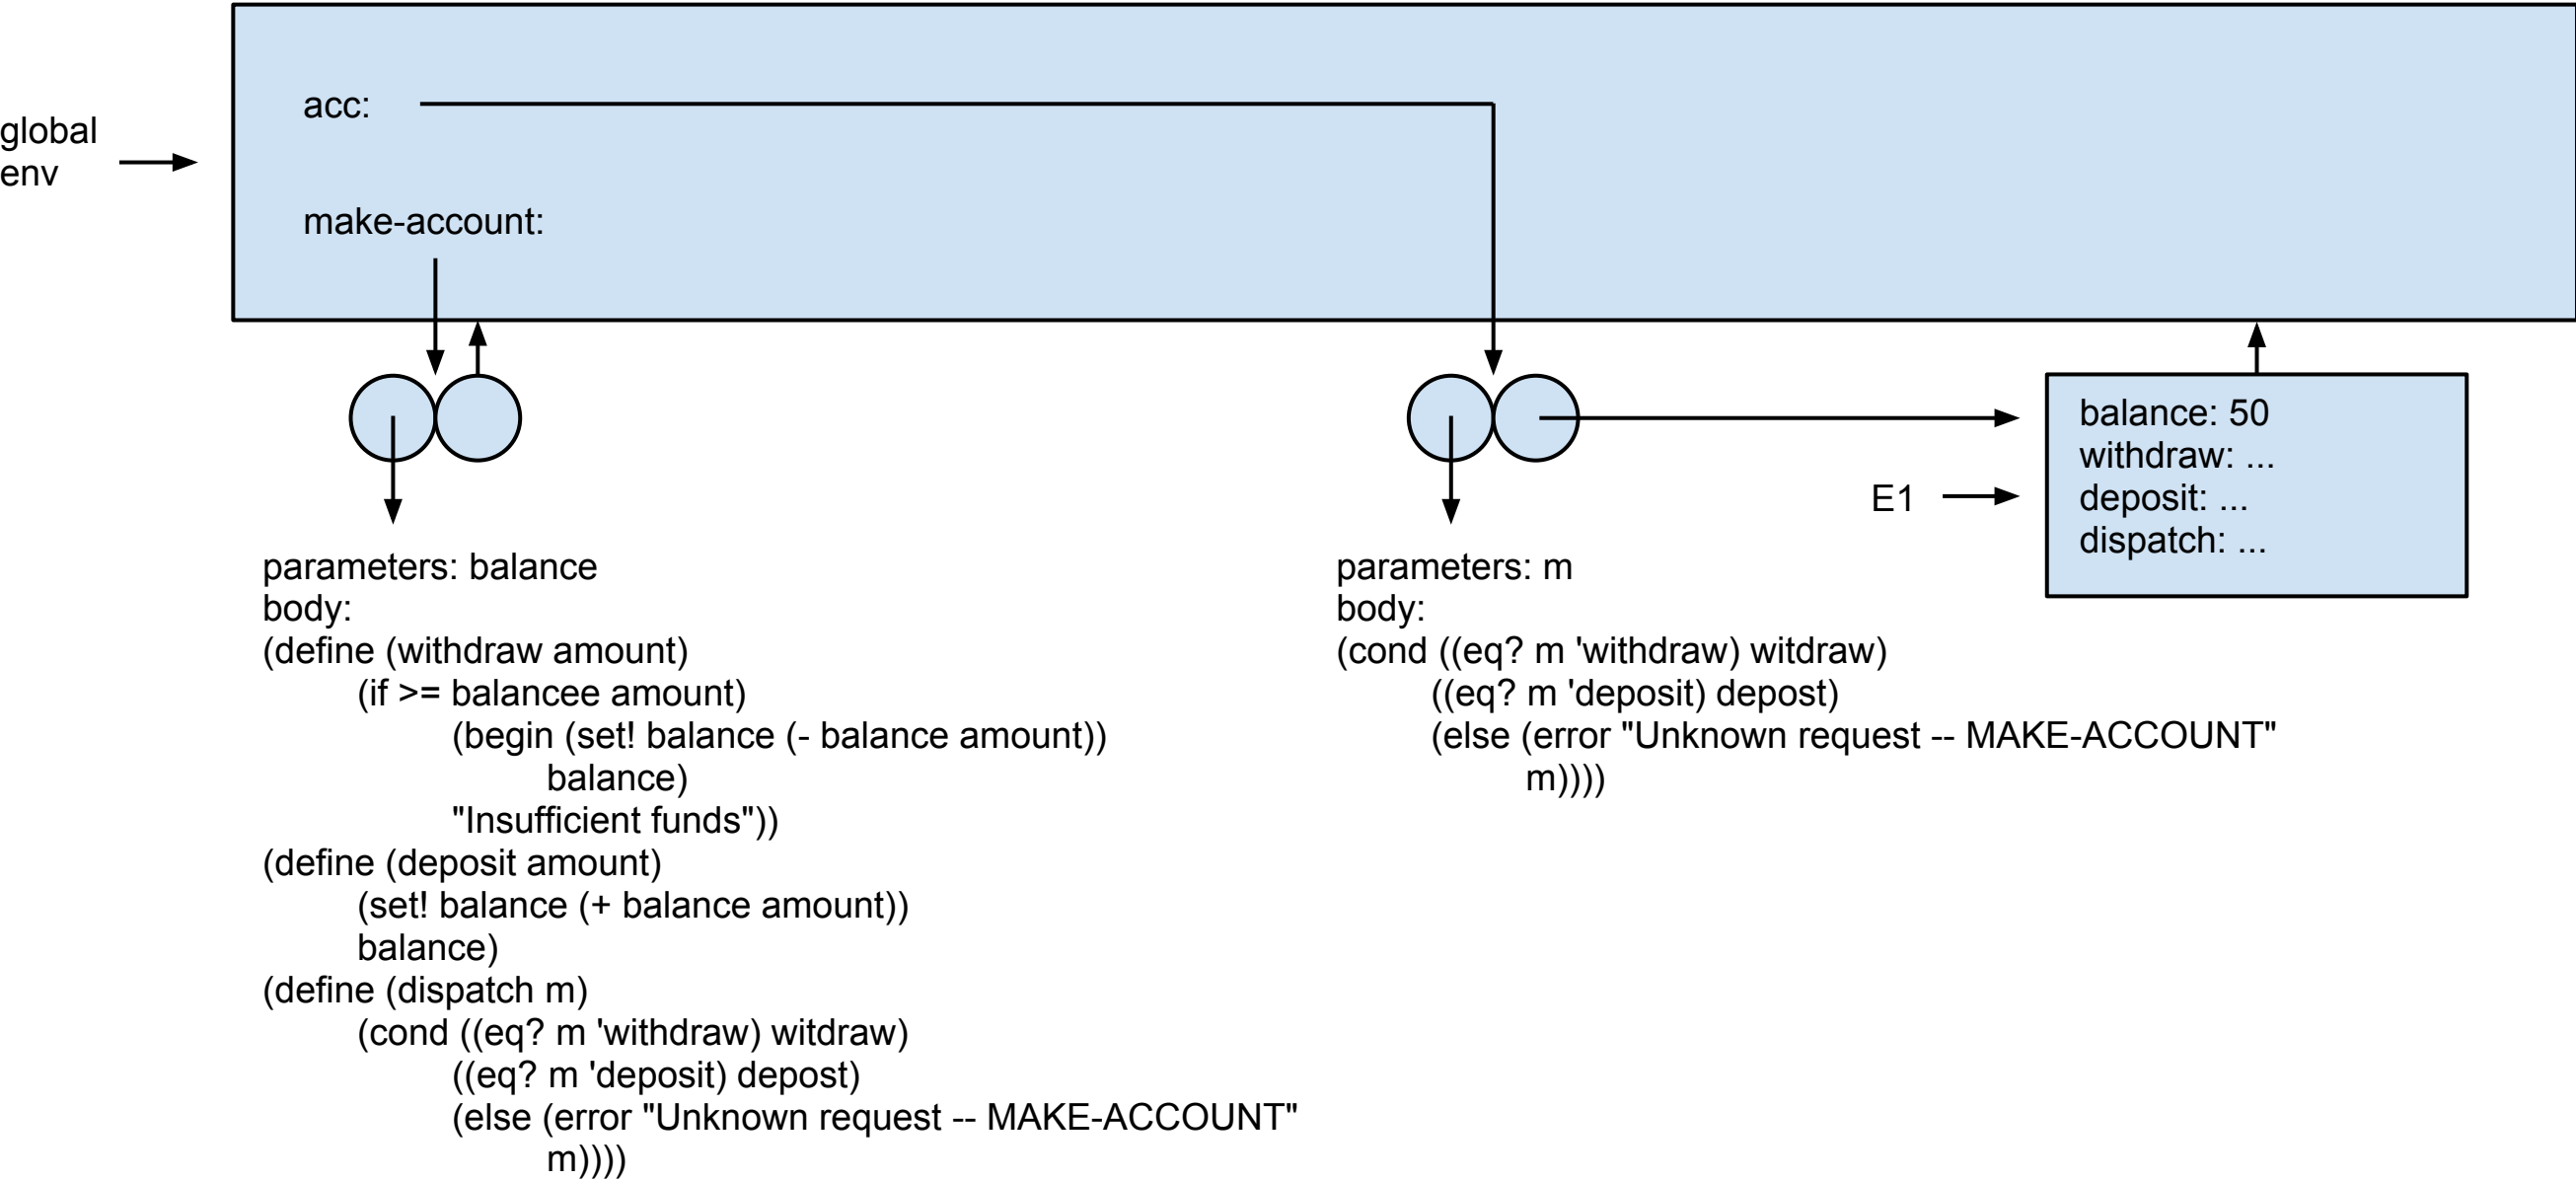 acc:
global
env
make-account:
balance: 50
withdraw: ...
E1
deposit: ...
dispatch: ...
parameters: balance
body:
(define (withdraw amount)
(if >= balancee amount)
(begin (set! balance (- balance amount))
balance)
"Insufficient funds"))
(define (deposit amount)
(set! balance (+ balance amount))
balance)
(define (dispatch m)
(cond ((eq? m 'withdraw) witdraw)
((eq? m 'deposit) depost)
(else (error "Unknown request -- MAKE-ACCOUNT"
m))))
parameters: m
body:
(cond ((eq? m 'withdraw) witdraw)
((eq? m 'deposit) depost)
(else (error "Unknown request -- MAKE-ACCOUNT"
m))))